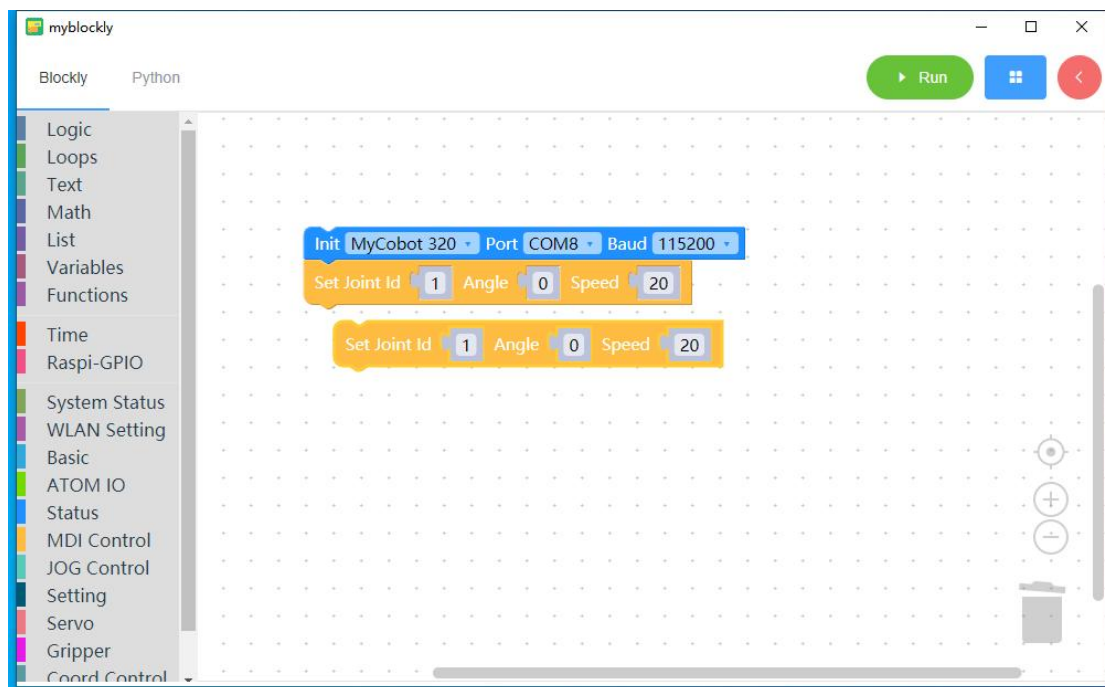 myblockly
Blockly Python Run
Logic
Loops
Text
Math
List
Variables
Functions
Time
Raspi-GPIO
System Status
WLAN Setting
Basic
ATOM IO
Status
MDI Control
JOG Control
Setting
Servo
Gripper
Coord Control
Init MyCobot 320 Port COM8 Baud 115200
Set Joint Id 1 Angle 0 Speed 20
Set Joint Id 1 Angle 0 Speed 20